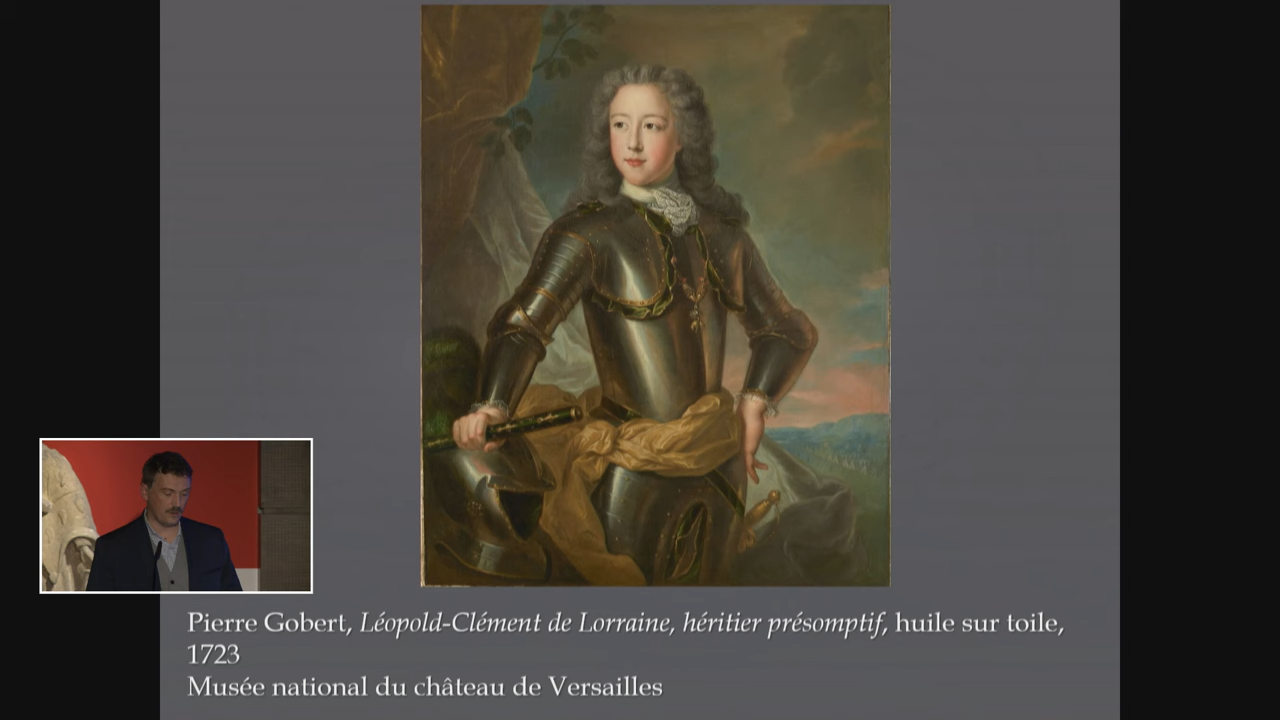 Pierre Gobert, Léopold-Clément de Lorraine, héritier présomptif, huile sur toile,
1723
Musée national du château de Versailles